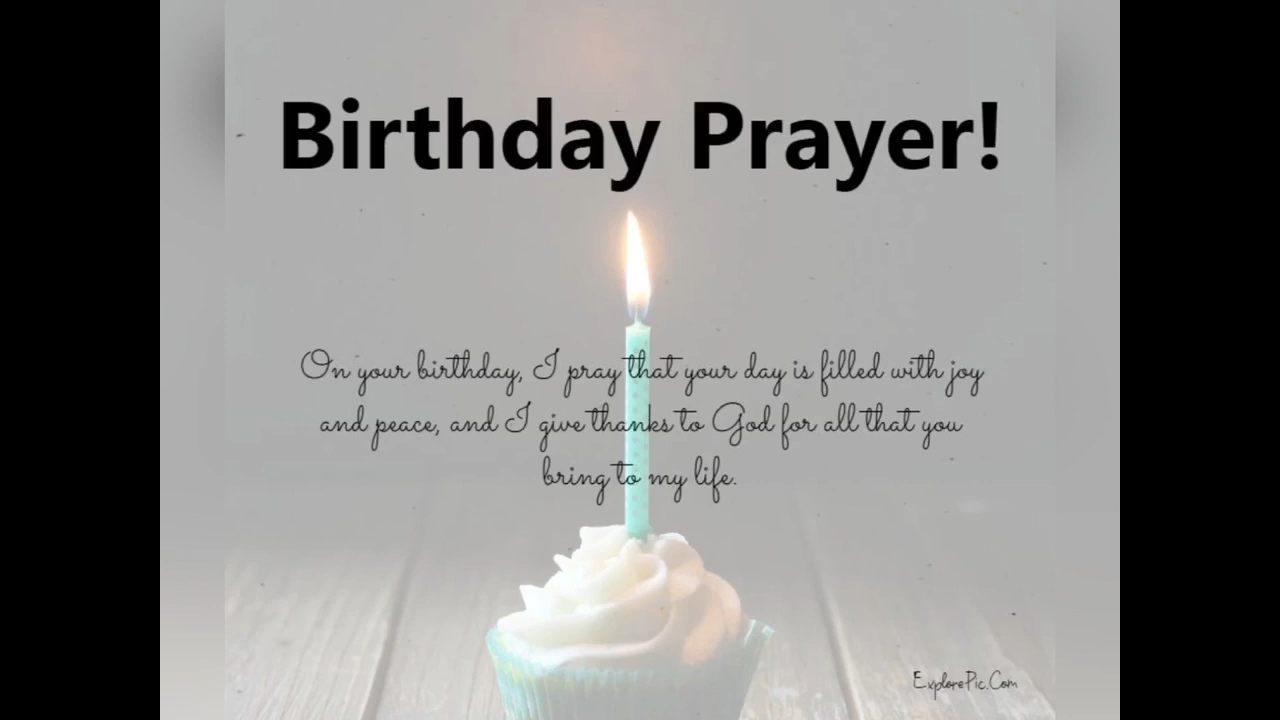 Birthday Prayer!
On your birthday, I pray that your day is filled with joy
and peace, and I give thanks to God for all that you
bring to my life.
ExplorePic.Com